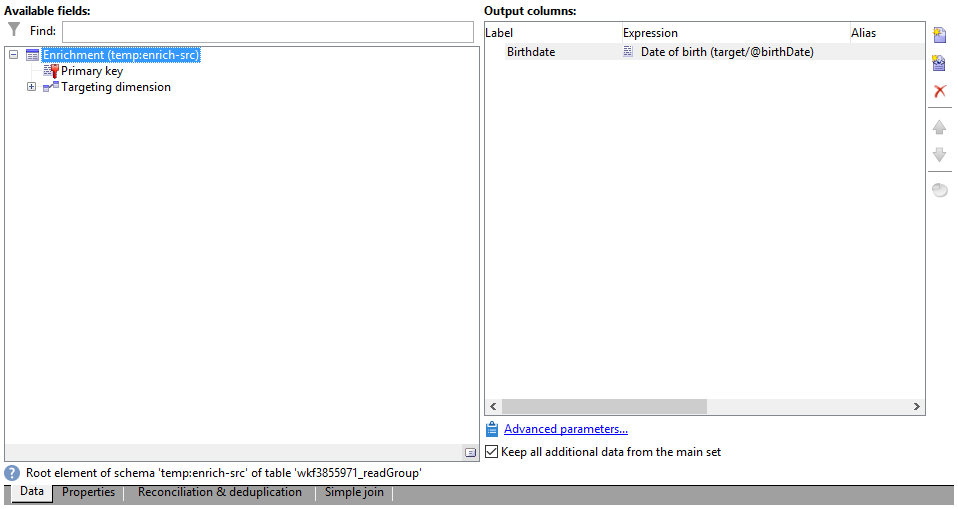 Available fields:
Find:
Enrichment (temp:enrich-src)
Primary key
Targeting dimension
Output columns:
Label Expression Alias
Birthdate Date of birth (target/@birthDate)
Advanced parameters...
Keep all additional data from the main set
Root element of schema 'temp:enrich-src' of table 'wkf3855971_readGroup'
Data Properties Reconciliation & deduplication Simple join